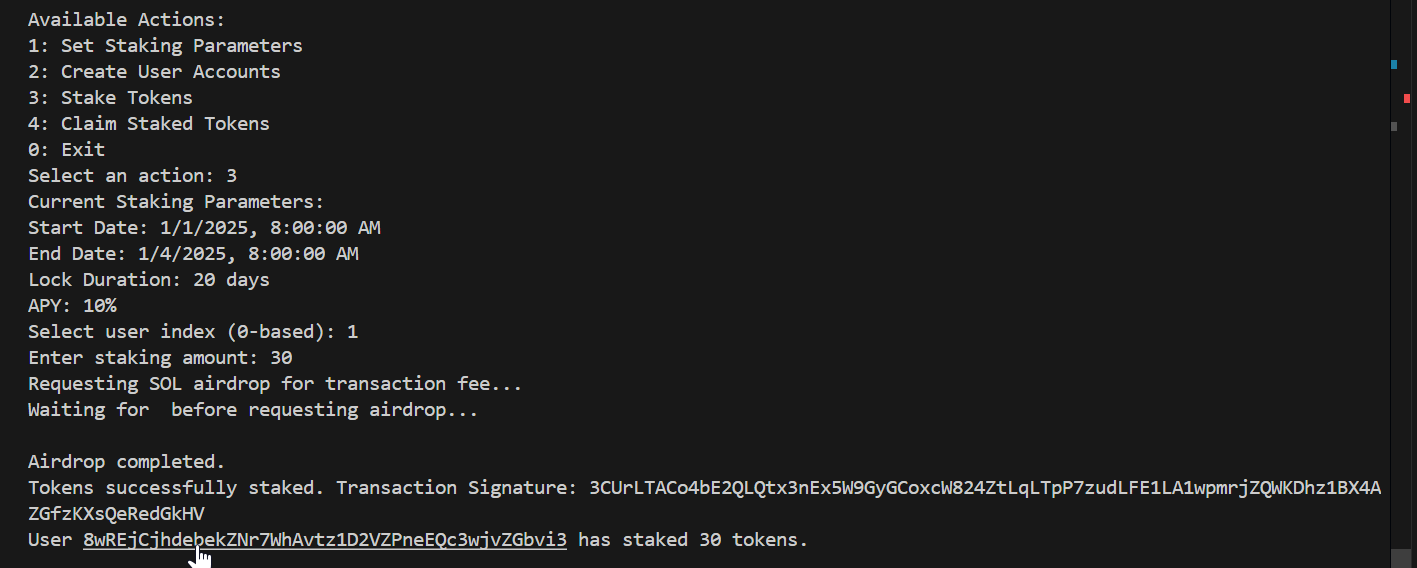 Available Actions:
1: Set Staking Parameters
2: Create User Accounts
3: Stake Tokens
4: Claim Staked Tokens
0: Exit
Select an action: 3
Current Staking Parameters:
Start Date: 1/1/2025, 8:00:00 AM
End Date: 1/4/2025, 8:00:00 AM
Lock Duration: 20 days
APY: 10%
Select user index (0-based): 1
Enter staking amount: 30
Requesting SOL airdrop for transaction fee...
Waiting for  before requesting airdrop...
Airdrop completed.
Tokens successfully staked. Transaction Signature: 3CUrLTACo4bE2QLQtx3nEx5W9GyGCoxcW824ZtLqLTpP7zudLFE1LA1wpmrjZQWKDhz1BX4A
ZGfzKXsQeRedGkHV
User 8wREjCjhdebekZNr7WhAvtz1D2VZPneEQc3wjvZGbvi3 has staked 30 tokens.